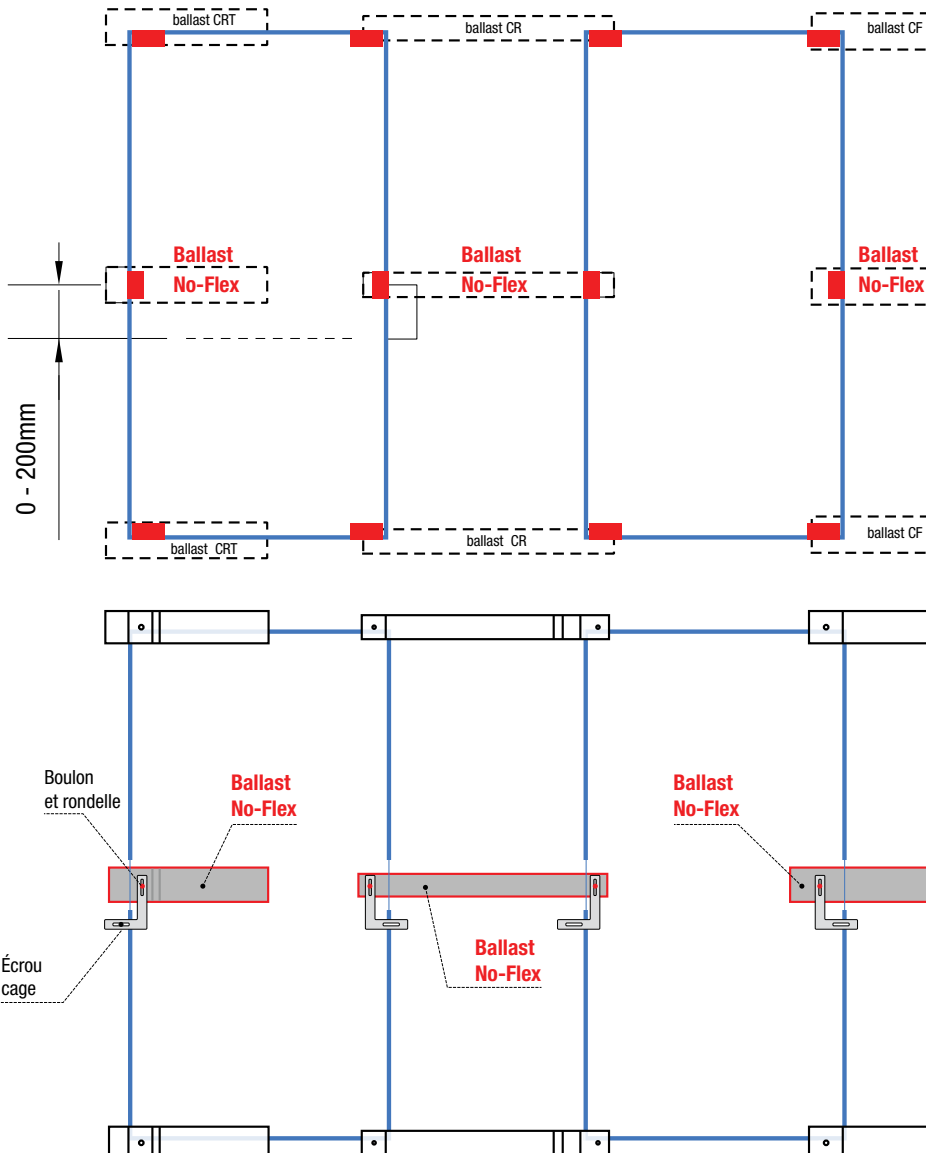 ballast CRT
ballast CR
ballast CF
Ballast
No-Flex
Ballast
No-Flex
Ballast
No-Flex
0 - 200mm
ballast CRT
ballast CR
ballast CF
Boulon
et rondelle
Ballast
No-Flex
Ballast
No-Flex
Ballast
No-Flex
Écrou
cage